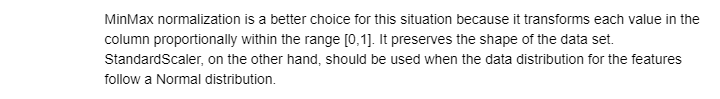 MinMax normalization is a better choice for this situation because it transforms each value in the
column proportionally within the range [0,1]. It preserves the shape of the data set.
StandardScaler, on the other hand, should be used when the data distribution for the features
follow a Normal distribution.